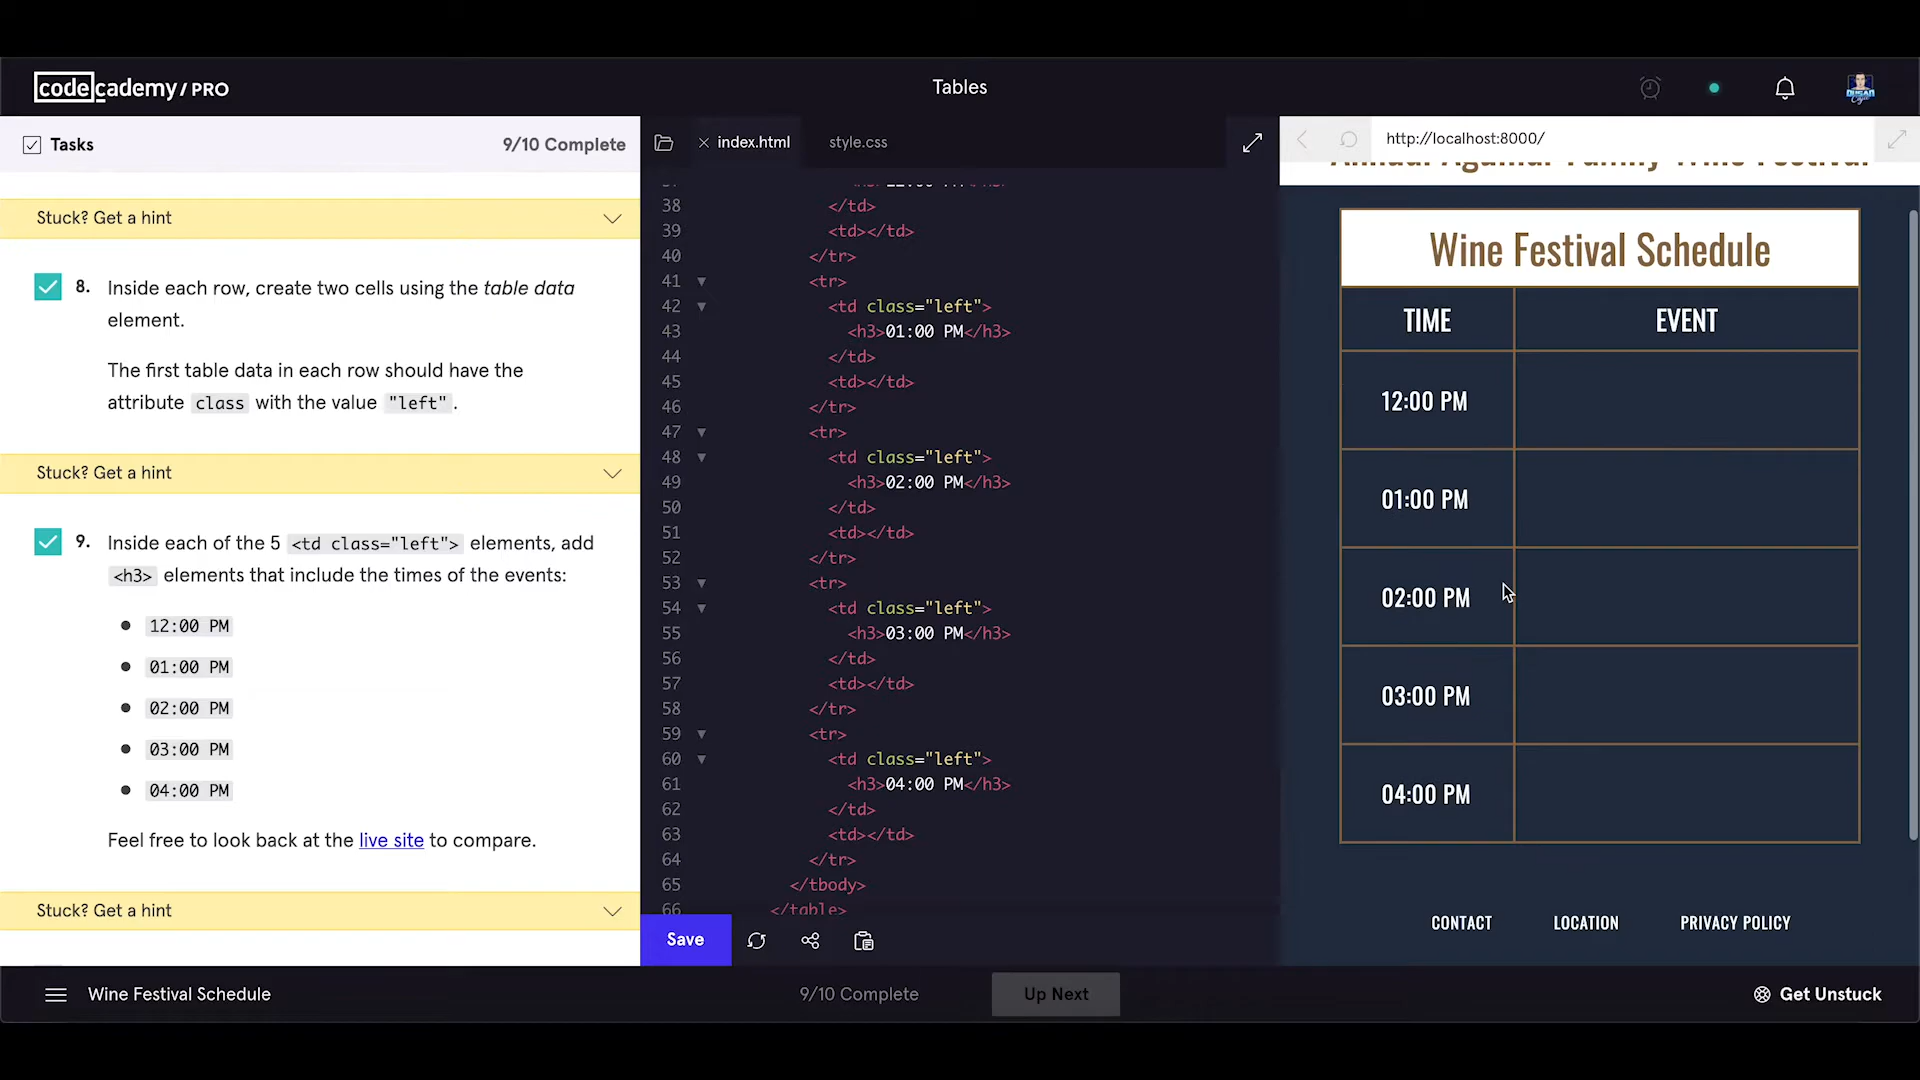 codecademy/PRO
Tables
Tasks
9/10 Complete
index.html
style.css
http://localhost:8000/
Stuck? Get a hint
8. Inside each row, create two cells using the table data
element.
The first table data in each row should have the
attribute class with the value "left".
Stuck? Get a hint
9. Inside each of the 5 <td class="left"> elements, add
<h3> elements that include the times of the events:
12:00 PM
01:00 PM
02:00 PM
03:00 PM
04:00 PM
Feel free to look back at the live site to compare.
Stuck? Get a hint
38 </td>
39 <td></td>
40 </tr>
41 <tr>
42 <td class="left">
43 <h3>01:00 PM</h3>
44 </td>
45 <td></td>
46 </tr>
47 <tr>
48 <td class="left">
49 <h3>02:00 PM</h3>
50 </td>
51 <td></td>
52 </tr>
53 <tr>
54 <td class="left">
55 <h3>03:00 PM</h3>
56 </td>
57 <td></td>
58 </tr>
59 <tr>
60 <td class="left">
61 <h3>04:00 PM</h3>
62 </td>
63 <td></td>
64 </tr>
65 </tbody>
66 </table>
Save
Wine Festival Schedule
TIME EVENT
12:00 PM
01:00 PM
02:00 PM
03:00 PM
04:00 PM
CONTACT LOCATION PRIVACY POLICY
Wine Festival Schedule
9/10 Complete
Up Next
Get Unstuck